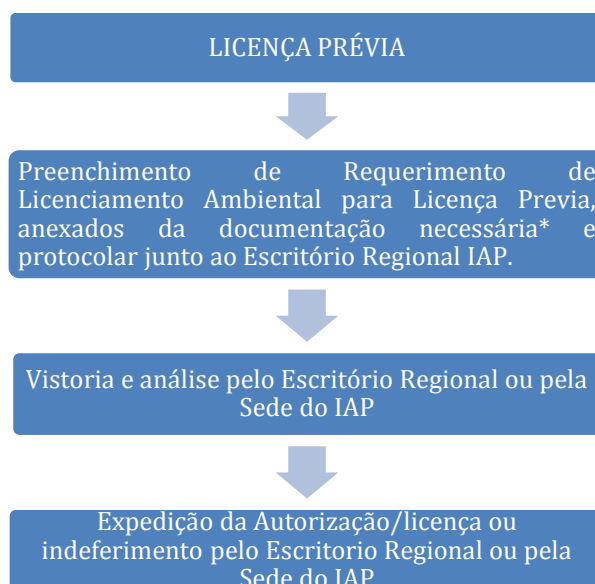 LICENÇA PRÉVIA
Preenchimento de Requerimento de
Licenciamento Ambiental para Licença Previa,
anexados da documentação necessária* e
protocolar junto ao Escritório Regional IAP.
Vistoria e análise pelo Escritório Regional ou pela
Sede do IAP
Expedição da Autorização/licença ou
indeferimento pelo Escritorio Regional ou pela
Sede do IAP